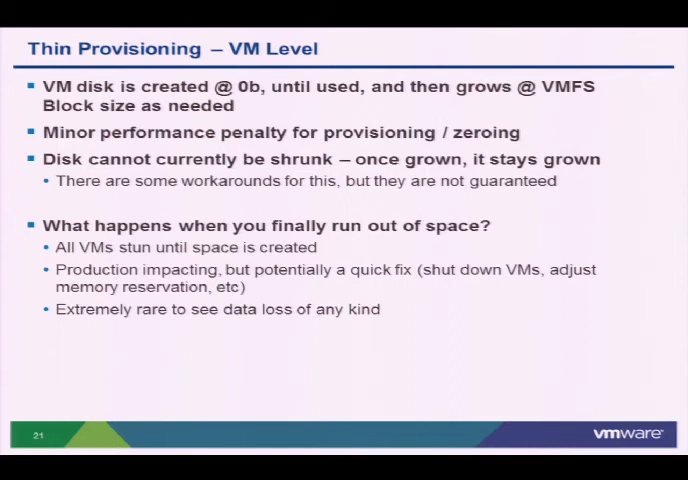 Thin Provisioning – VM Level
VM disk is created @ 0b, until used, and then grows @ VMFS
Block size as needed
Minor performance penalty for provisioning / zeroing
Disk cannot currently be shrunk – once grown, it stays grown
There are some workarounds for this, but they are not guaranteed
What happens when you finally run out of space?
All VMs stun until space is created
Production impacting, but potentially a quick fix (shut down VMs, adjust
memory reservation, etc)
Extremely rare to see data loss of any kind
21
vmware